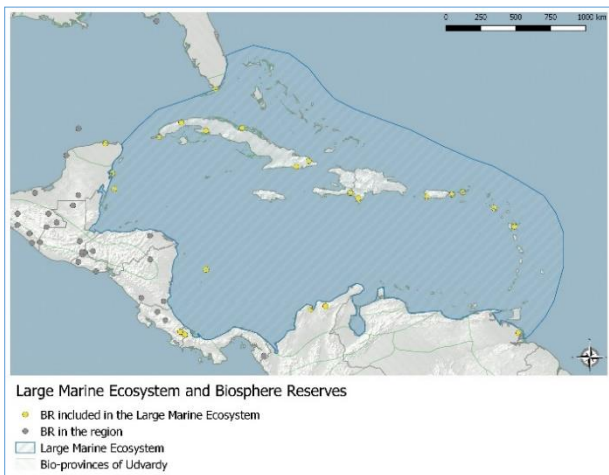 0 250 500 750 1000 km
Large Marine Ecosystem and Biosphere Reserves
BR included in the Large Marine Ecosystem
BR in the region
Large Marine Ecosystem
Bio-provinces of Udvardy